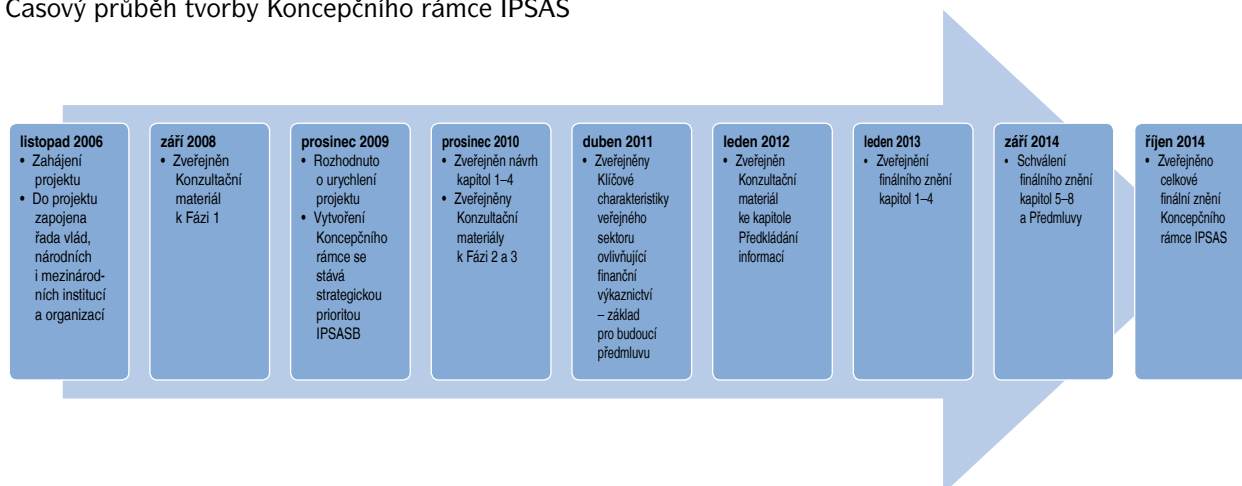 Časový průběh tvorby Koncepčního rámce IPSAS
listopad 2006
• Zahájení
projektu
• Do projektu
zapojena
řada vlád,
národních
i mezinárod-
ních institucí
a organizací
září 2008
• Zveřejněn
Konzultační
materiál
k Fázi 1
prosinec 2009
• Rozhodnuto
o urychlení
projektu
• Vytvoření
Koncepčního
rámce se
stává
strategickou
prioritou
IPSASB
prosinec 2010
• Zveřejněn návrh
kapitol 1–4
• Zveřejněny
Konzultační
materiály
k Fázi 2 a 3
duben 2011
• Zveřejněny
Klíčové
charakteristiky
veřejného
sektoru
ovlivňující
finanční
výkaznictví
– základ
pro budoucí
předmluvu
leden 2012
• Zveřejněn
Konzultační
materiál
ke kapitole
Předkládání
informací
leden 2013
• Zveřejnění
finálního znění
kapitol 1–4
září 2014
• Schválení
finálního znění
kapitol 5–8
a Předmluvy
říjen 2014
• Zveřejněno
celkové
finální znění
Koncepčního
rámce IPSAS